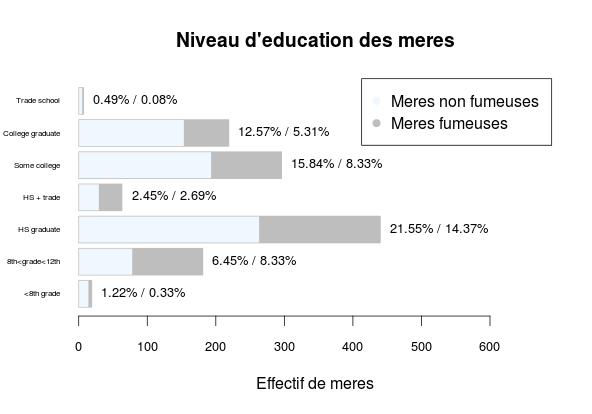 Niveau d'education des meres
Meres non fumeuses
Meres fumeuses
Trade school 0.49% / 0.08%
College graduate 12.57% / 5.31%
Some college 15.84% / 8.33%
HS + trade 2.45% / 2.69%
HS graduate 21.55% / 14.37%
8th<grade<12th 6.45% / 8.33%
<8th grade 1.22% / 0.33%
0 100 200 300 400 500 600
Effectif de meres